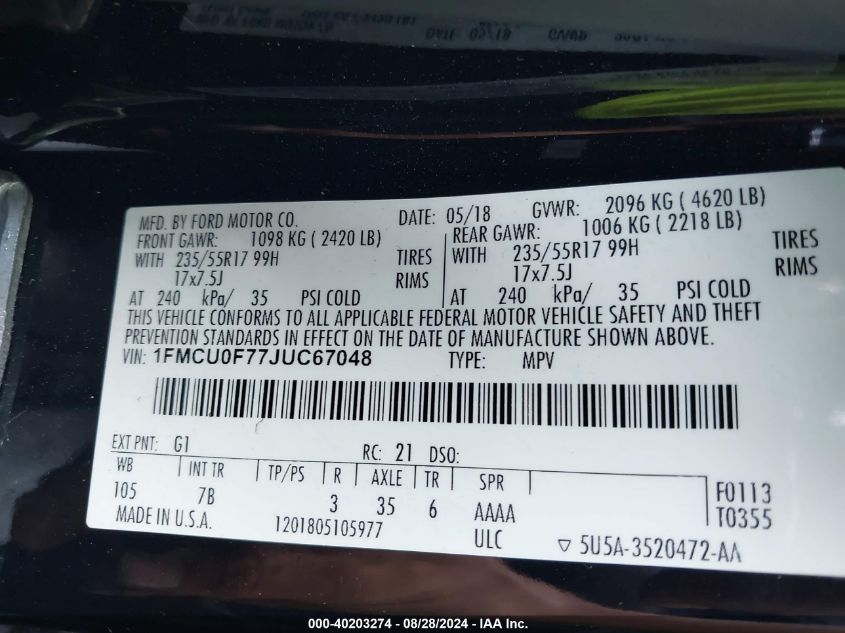 MFD. BY FORD MOTOR CO. DATE: 05/18 GVWR: 2096 KG ( 4620 LB)
FRONT GAWR: 1098 KG ( 2420 LB) REAR GAWR: 1006 KG ( 2218 LB)
WITH 235/55R17 99H TIRES WITH 235/55R17 99H TIRES
17x7.5J RIMS 17x7.5J RIMS
AT 240 kPa/ 35 PSI COLD AT 240 kPa/ 35 PSI COLD
THIS VEHICLE CONFORMS TO ALL APPLICABLE FEDERAL MOTOR VEHICLE SAFETY AND THEFT
PREVENTION STANDARDS IN EFFECT ON THE DATE OF MANUFACTURE SHOWN ABOVE.
VIN: 1FMCU0F77JUC67048 TYPE: MPV
EXT PNT: G1 RC: 21 DSO:
WB INT TR TP/PS R AXLE TR SPR
105 7B 3 35 6 AAAA F0113
MADE IN U.S.A. 1201805105977 ULC T0355
▽ 5U5A-3520472-AA
000-40203274 - 08/28/2024 - IAA Inc.